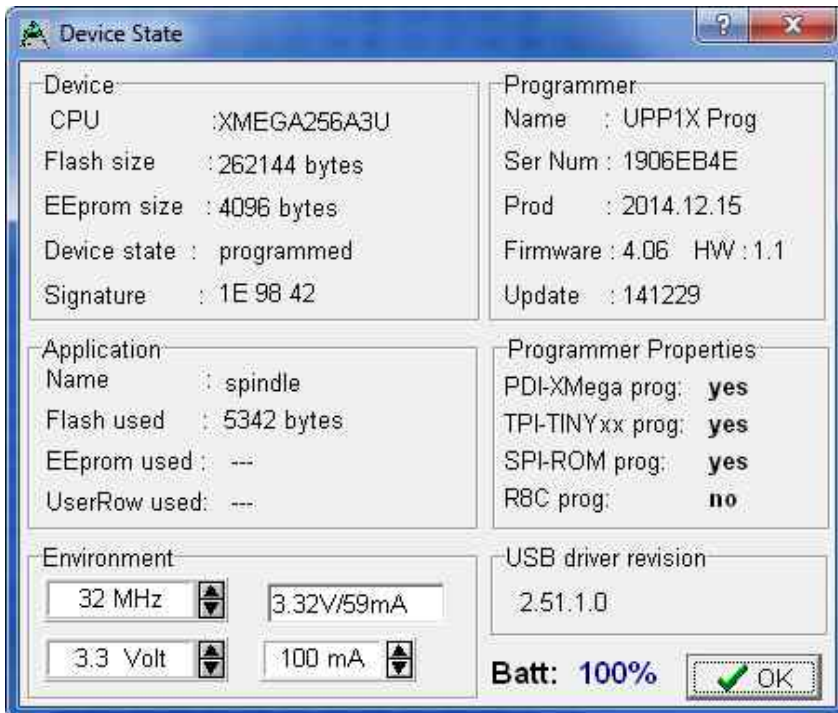 Device State
?
Device
CPU :XMEGA256A3U
Flash size : 262144 bytes
EEprom size : 4096 bytes
Device state : programmed
Signature : 1E 98 42
Programmer
Name : UPP1X Prog
Ser Num : 1906EB4E
Prod : 2014.12.15
Firmware : 4.06 HW : 1.1
Update : 141229
Application
Name : spindle
Flash used : 5342 bytes
EEprom used : ---
UserRow used: ---
Programmer Properties
PDI-XMega prog: yes
TPI-TINYxx prog: yes
SPI-ROM prog: yes
R8C prog: no
Environment
32 MHz 3.32V/59mA
3.3 Volt 100 mA
USB driver revision
2.51.1.0
Batt: 100% OK